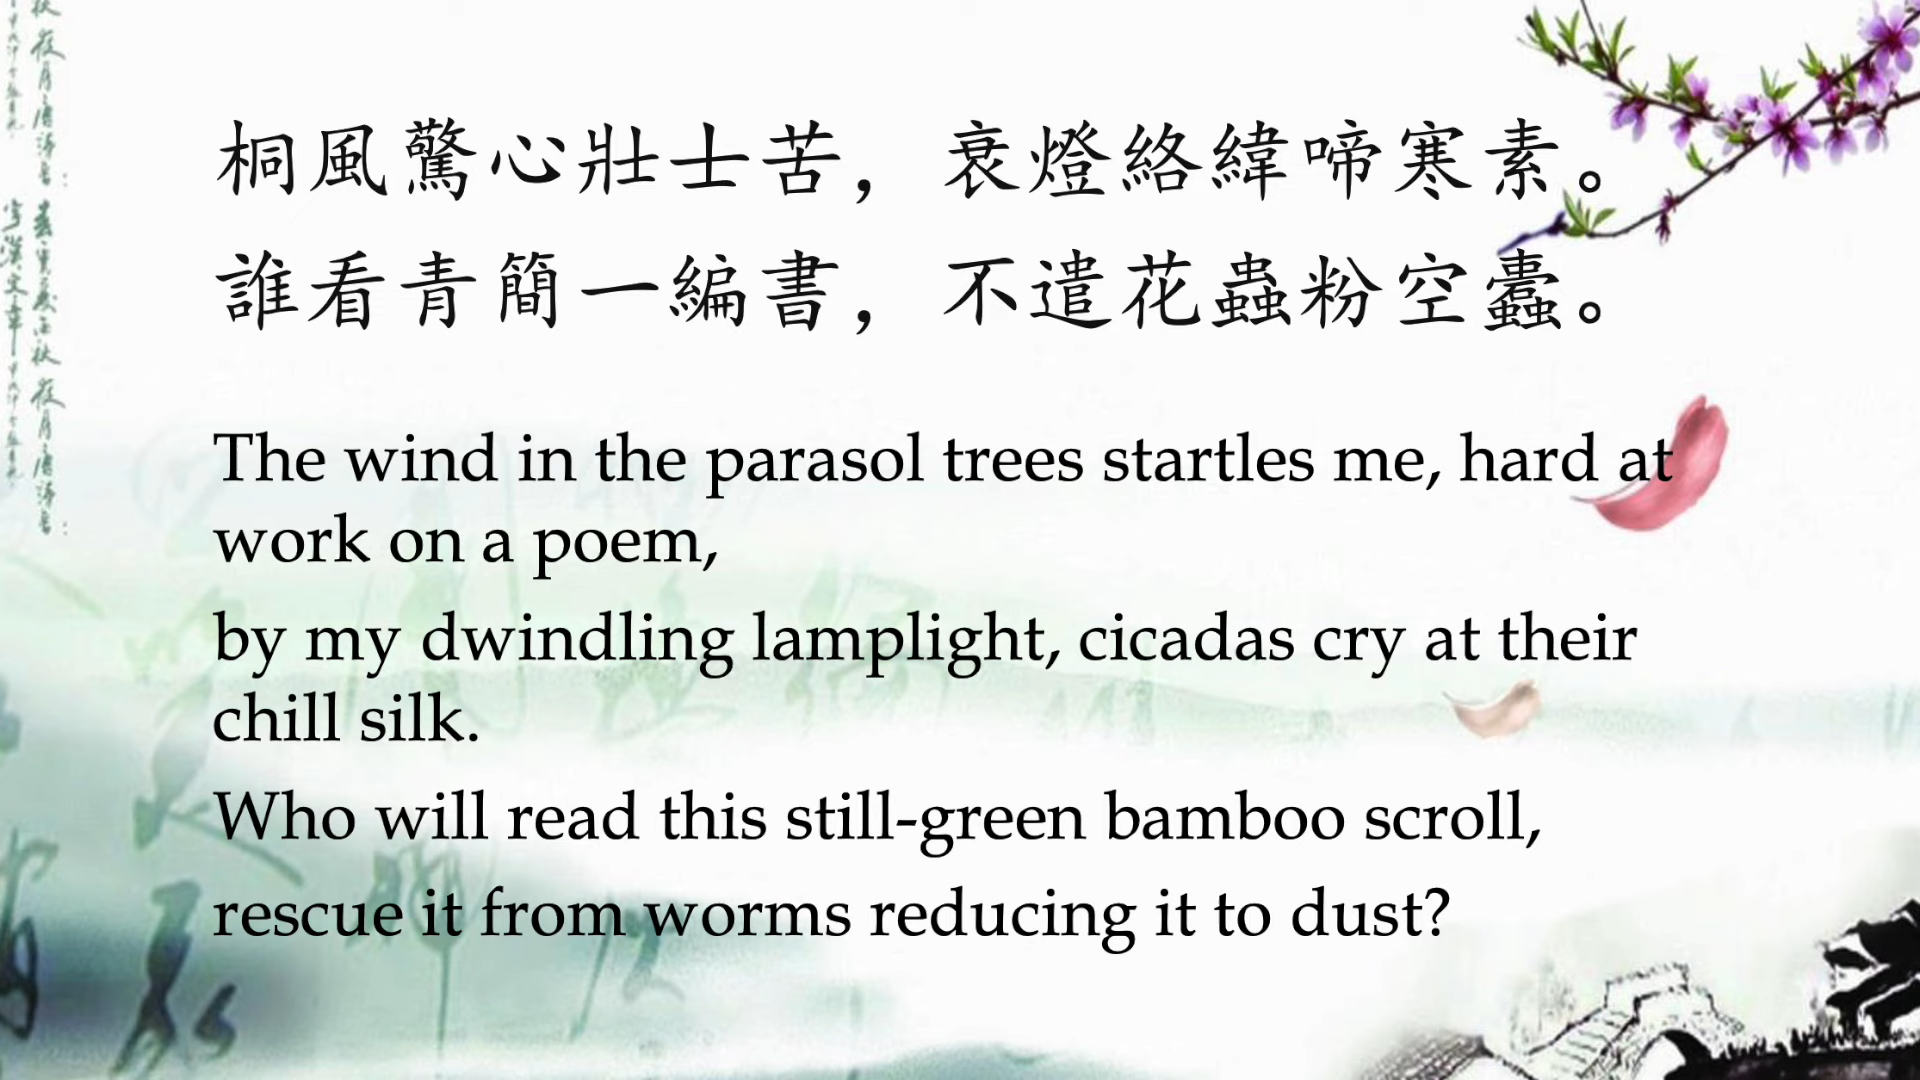 桐風驚心壯士苦，衰燈絡緯啼寒素。
誰看青簡一編書，不遣花蟲粉空蠹。
The wind in the parasol trees startles me, hard at
work on a poem,
by my dwindling lamplight, cicadas cry at their
chill silk.
Who will read this still-green bamboo scroll,
rescue it from worms reducing it to dust?